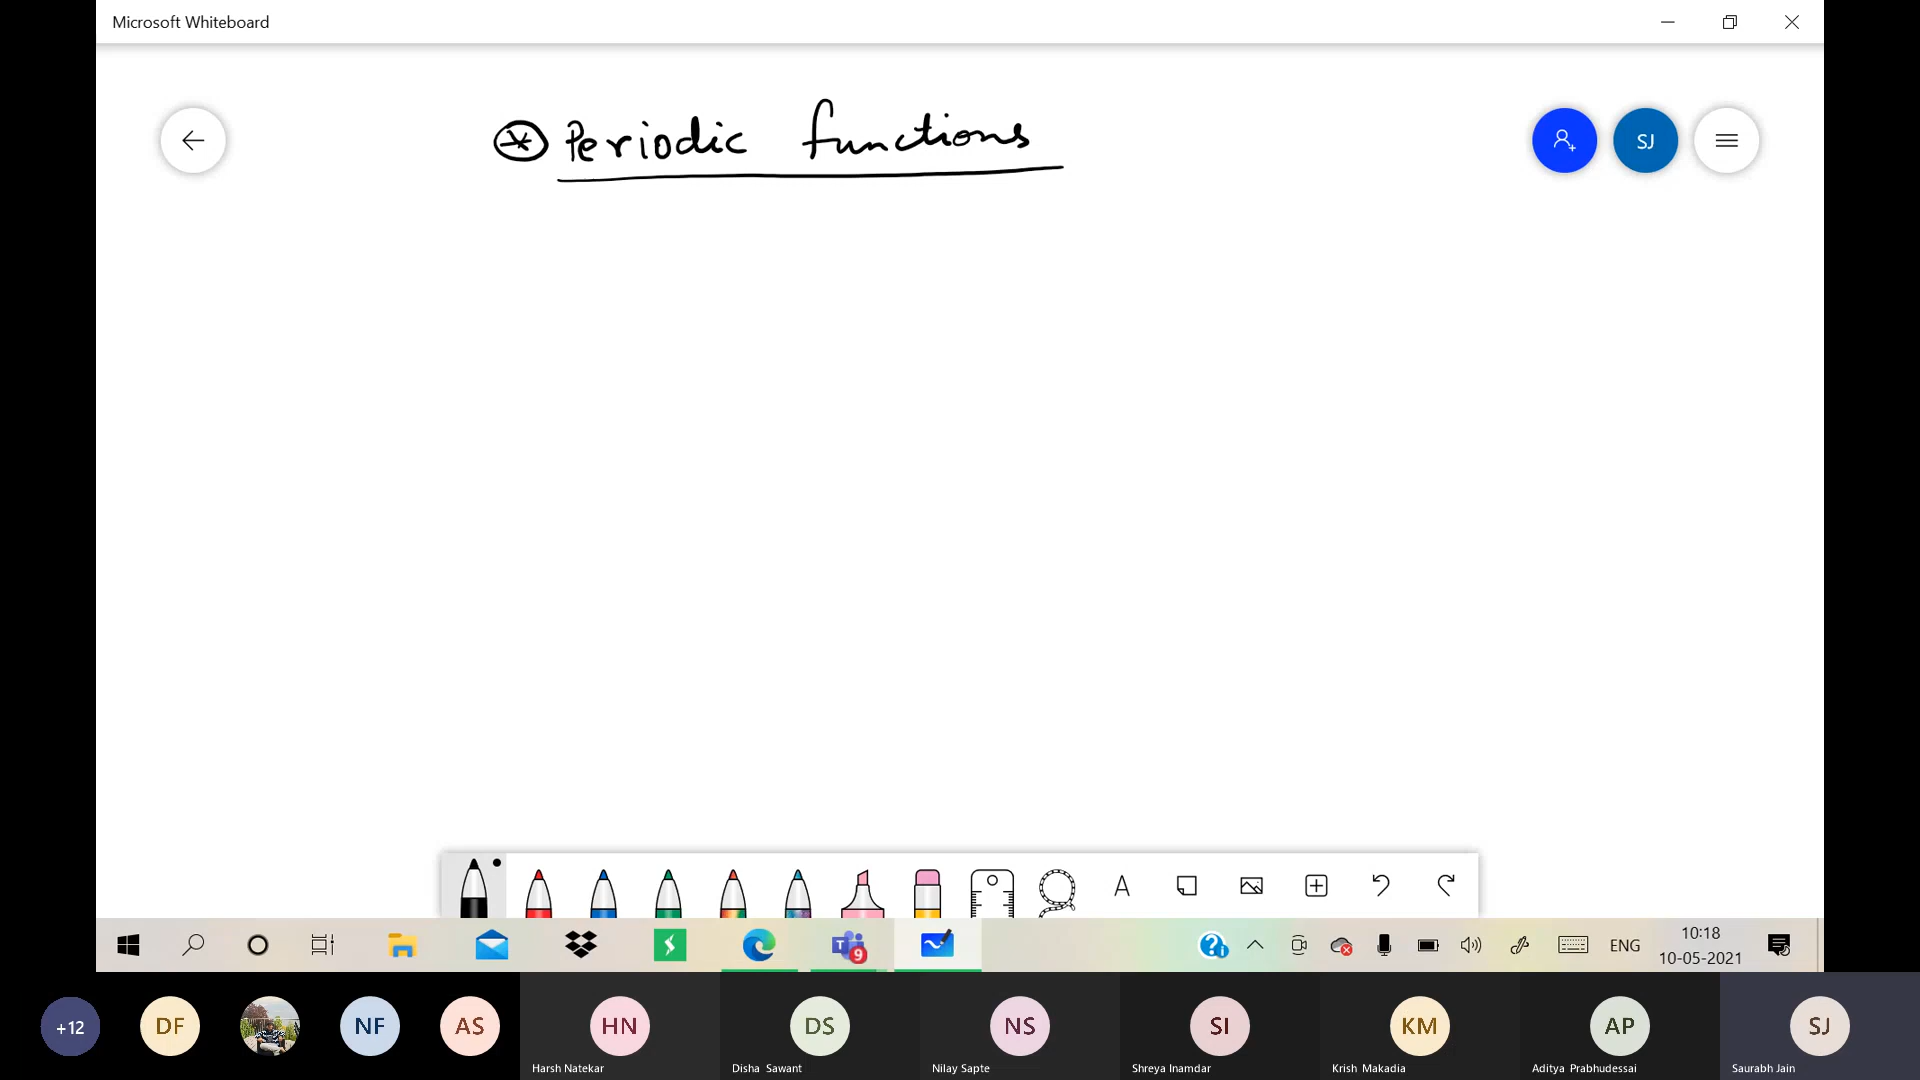 Microsoft Whiteboard
Periodic functions
SJ
A
9
ENG
10:18
10-05-2021
+12
DF
NF
AS
HN
DS
NS
SI
KM
AP
SJ
Harsh Natekar
Disha Sawant
Nilay Sapte
Shreya Inamdar
Krish Makadia
Aditya Prabhudessai
Saurabh Jain